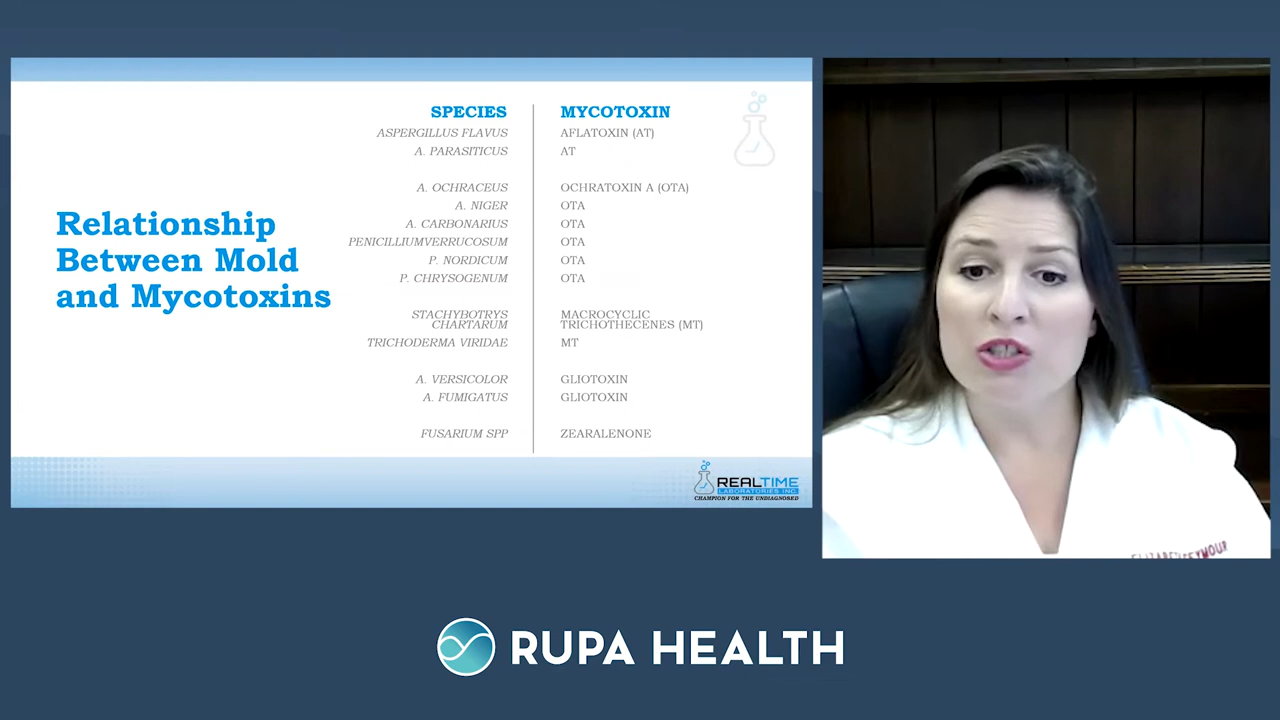 Relationship
Between Mold
and Mycotoxins
SPECIES MYCOTOXIN
ASPERGILLUS FLAVUS AFLATOXIN (AT)
A. PARASITICUS AT
A. OCHRACEUS OCHRATOXIN A (OTA)
A. NIGER OTA
A. CARBONARIUS OTA
PENICILLIUMVERRUCOSUM OTA
P. NORDICUM OTA
P. CHRYSOGENUM OTA
STACHYBOTRYS MACROCYCLIC
CHARTARUM TRICHOTHECENES (MT)
TRICHODERMA VIRIDAE MT
A. VERSICOLOR GLIOTOXIN
A. FUMIGATUS GLIOTOXIN
FUSARIUM SPP ZEARALENONE
REALTIME
LABORATORIES INC
CHAMPION FOR THE UNDIAGNOSED
RUPA HEALTH